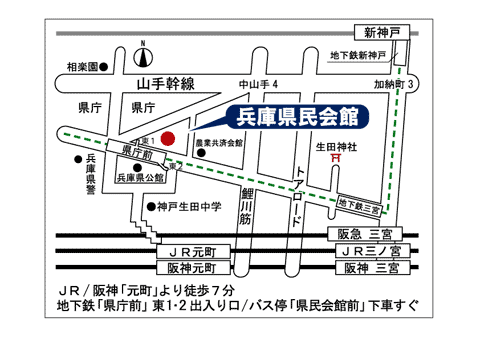 新神戸
地下鉄新神戸
N
相楽園
山手幹線
中山手4
加納町3
県庁
県庁
兵庫県民会館
東1
県庁前
農業共済会館
生田神社
兵庫県警
兵庫県公館
東2
神戸生田中学
鯉川筋
トアロード
地下鉄三宮
阪急 三宮
JR元町
JR三ノ宮
阪神元町
阪神 三宮
JR/阪神「元町」より徒歩7分
地下鉄「県庁前」東1・2出入り口/バス停「県民会館前」下車すぐ